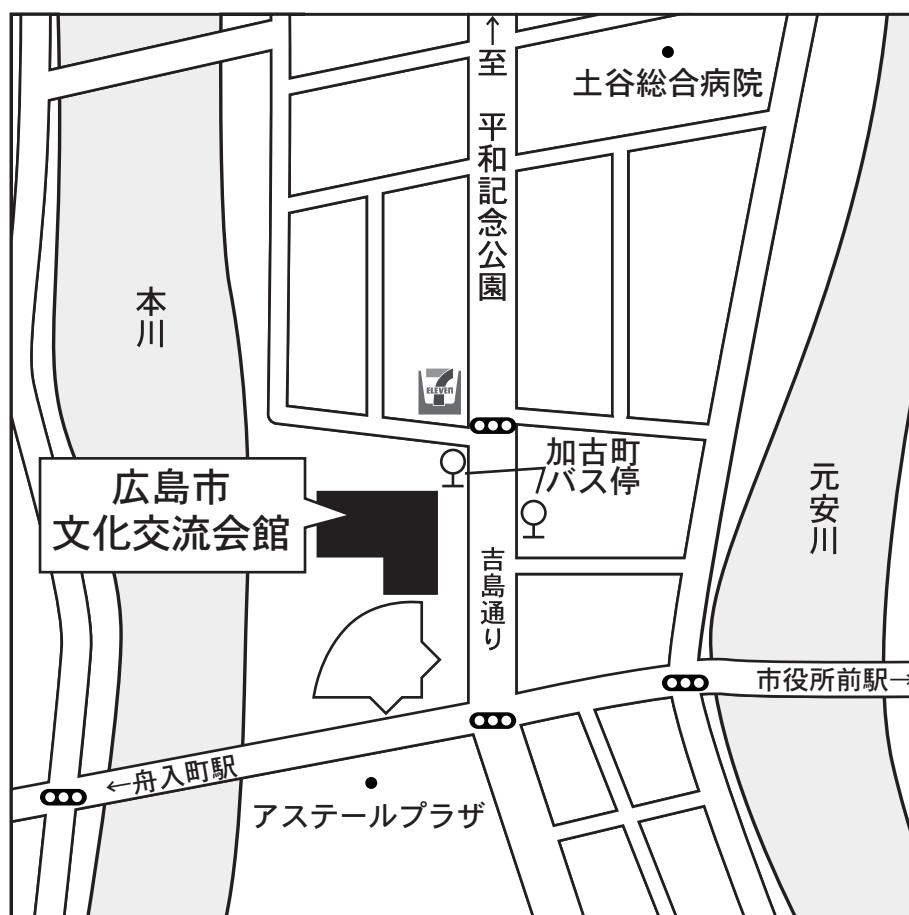 ↑至 平和記念公園
土谷総合病院
本川
ELEVEN
加古町
バス停
広島市
文化交流会館
元安川
吉島通り
市役所前駅→
←舟入町駅
アステールプラザ